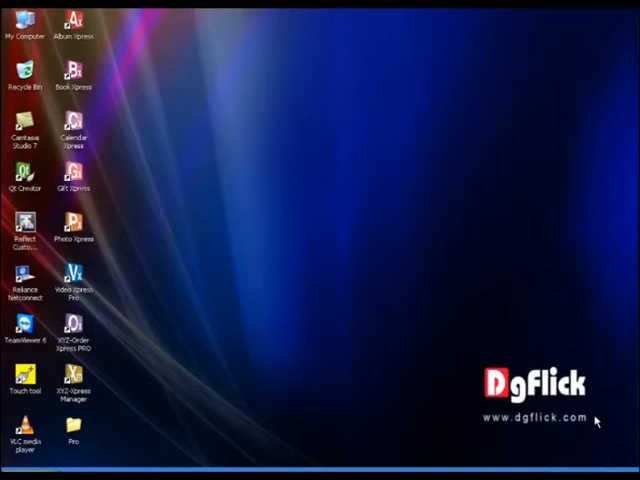 My Computer
Album Xpress
Recycle Bin
Book Xpress
Camtasia
Studio 7
Calendar
Xpress
Qt Creator
Gift Xpress
Reflect
Custo...
Photo Xpress
Reliance
Netconnect
Video Xpress
Pro
TeamViewer 6
XYZ-Order
Xpress PRO
Touch tool
XYZ-Xpress
Manager
VLC media
player
Pro
DgFlick
www.dgflick.com